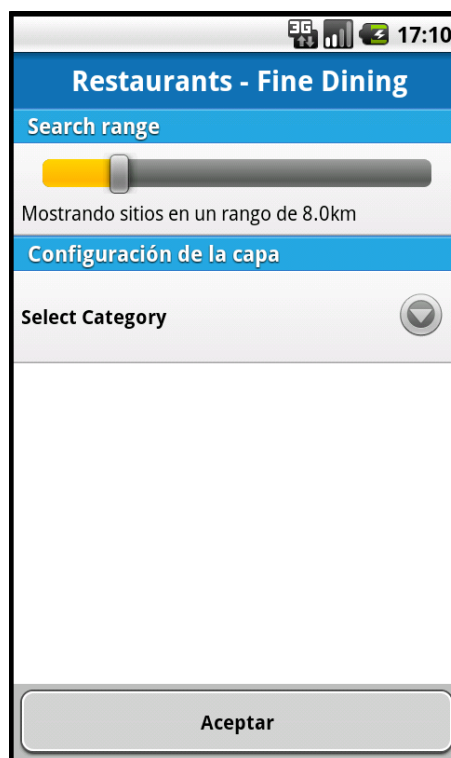 3G 17:10
Restaurants - Fine Dining
Search range
Mostrando sitios en un rango de 8.0km
Configuración de la capa
Select Category
Aceptar